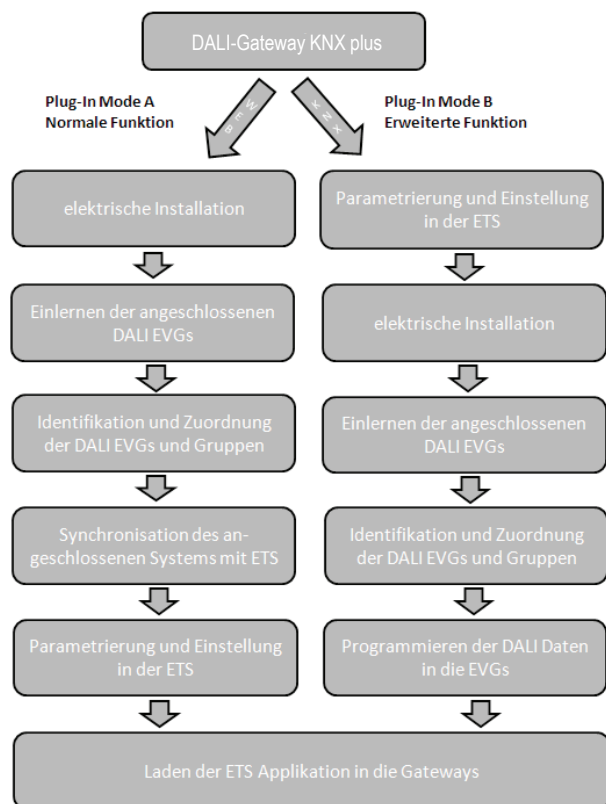 DALI-Gateway KNX plus
Plug-In Mode A
Normale Funktion
WEB
KNX
Plug-In Mode B
Erweiterte Funktion
elektrische Installation
Einlernen der angeschlossenen
DALI EVGs
Identifikation und Zuordnung
der DALI EVGs und Gruppen
Synchronisation des an-
geschlossenen Systems mit ETS
Parametrierung und Einstellung
in der ETS
Parametrierung und Einstellung
in der ETS
elektrische Installation
Einlernen der angeschlossenen
DALI EVGs
Identifikation und Zuordnung
der DALI EVGs und Gruppen
Programmieren der DALI Daten
in die EVGs
Laden der ETS Applikation in die Gateways